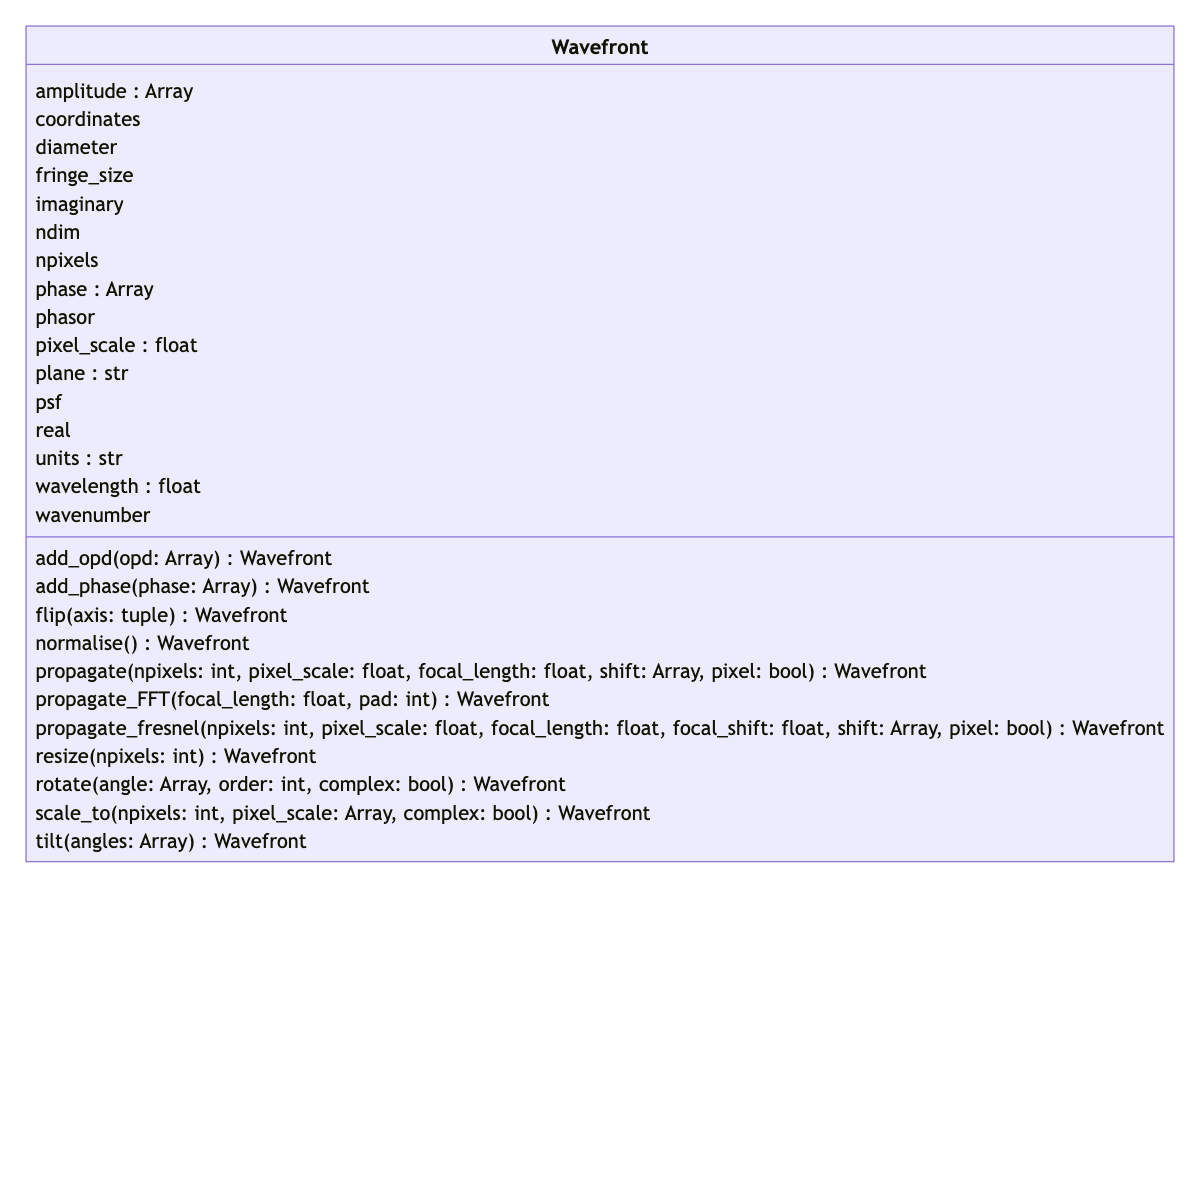 Wavefront
amplitude : Array
coordinates
diameter
fringe_size
imaginary
ndim
npixels
phase : Array
phasor
pixel_scale : float
plane : str
psf
real
units : str
wavelength : float
wavenumber
add_opd(opd: Array) : Wavefront
add_phase(phase: Array) : Wavefront
flip(axis: tuple) : Wavefront
normalise() : Wavefront
propagate(npixels: int, pixel_scale: float, focal_length: float, shift: Array, pixel: bool) : Wavefront
propagate_FFT(focal_length: float, pad: int) : Wavefront
propagate_fresnel(npixels: int, pixel_scale: float, focal_length: float, focal_shift: float, shift: Array, pixel: bool) : Wavefront
resize(npixels: int) : Wavefront
rotate(angle: Array, order: int, complex: bool) : Wavefront
scale_to(npixels: int, pixel_scale: Array, complex: bool) : Wavefront
tilt(angles: Array) : Wavefront